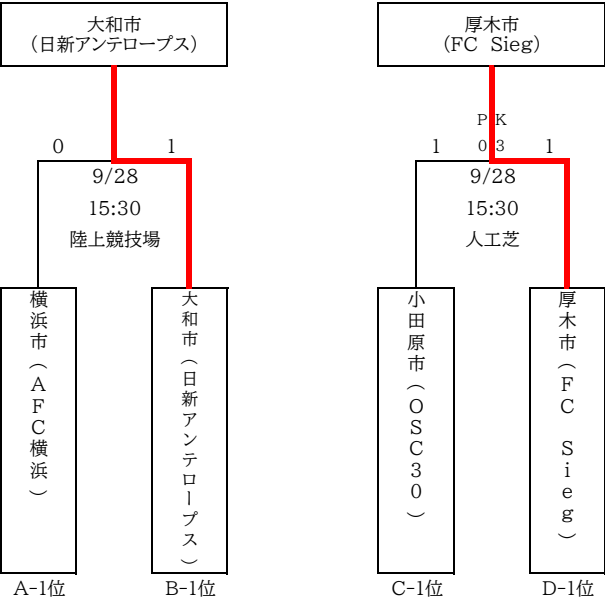 大和市
(日新アンテロープス)
厚木市
(FC Sieg)
0 1
PK
1 0 3 1
9/28
15:30
陸上競技場
9/28
15:30
人工芝
横浜市(AFC横浜)
大和市(日新アンテロープス)
小田原市(OSC30)
厚木市(FC Sieg)
A-1位
B-1位
C-1位
D-1位